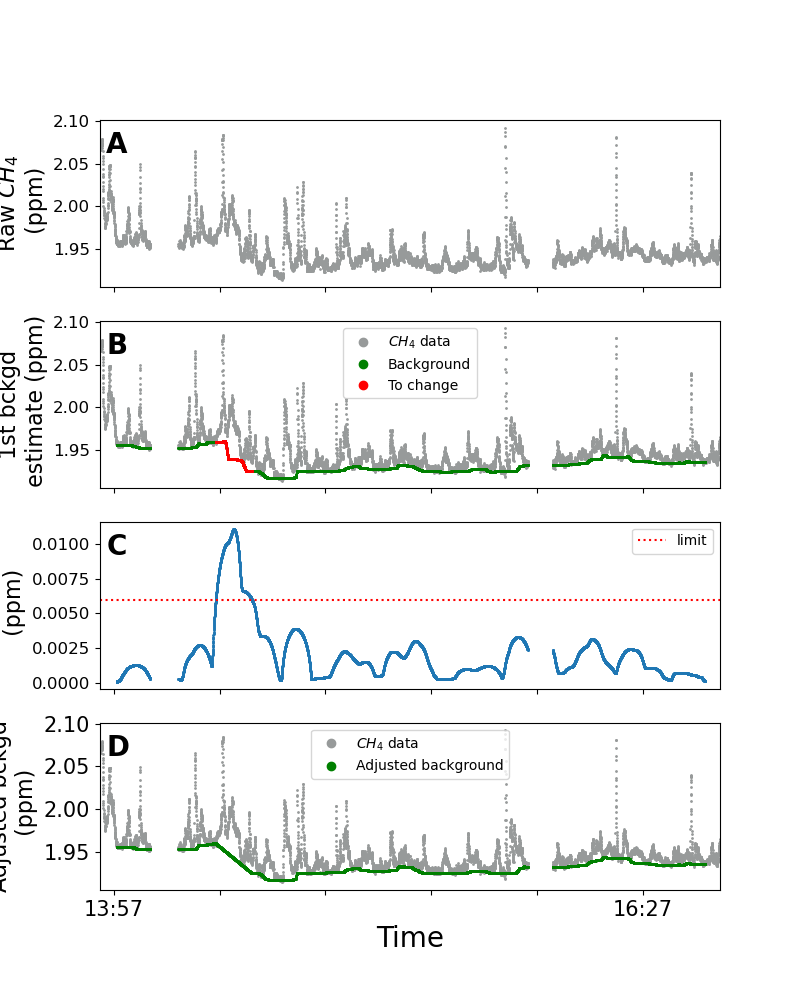 A
2.10
2.05
2.00
1.95
Raw CH4
(ppm)
B
2.10
2.05
2.00
1.95
1st bckgd
estimate (ppm)
CH4 data
Background
To change
C
0.0100
0.0075
0.0050
0.0025
0.0000
(ppm)
limit
D
2.10
2.05
2.00
1.95
Adjusted bckgd
(ppm)
CH4 data
Adjusted background
13:57
16:27
Time